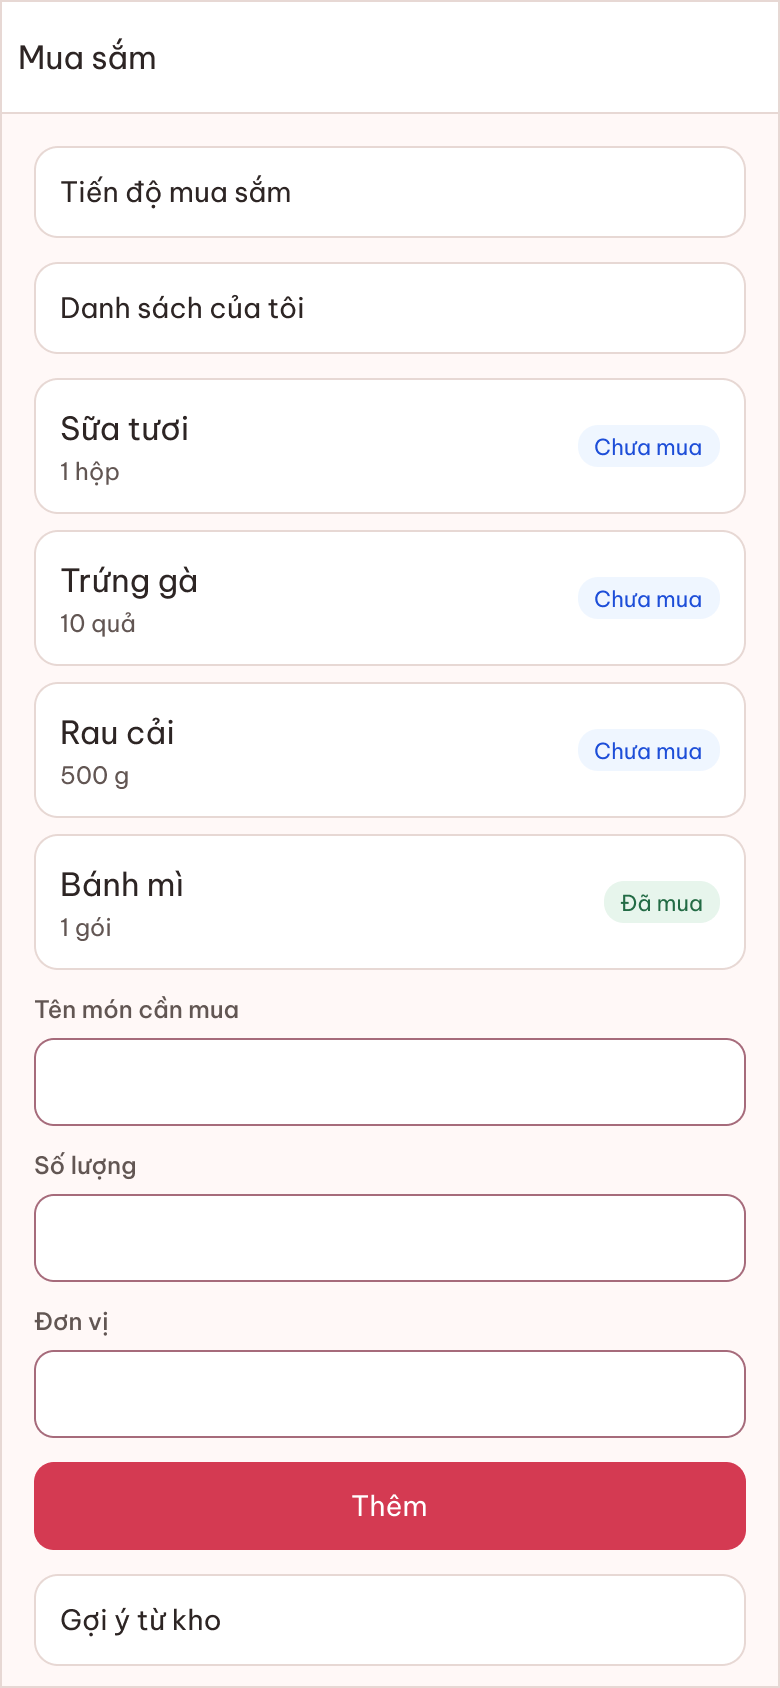 Mua sắm
Tiến độ mua sắm
Danh sách của tôi
Sữa tươi
1 hộp
Chưa mua
Trứng gà
10 quả
Chưa mua
Rau cải
500 g
Chưa mua
Bánh mì
1 gói
Đã mua
Tên món cần mua
Số lượng
Đơn vị
Thêm
Gợi ý từ kho